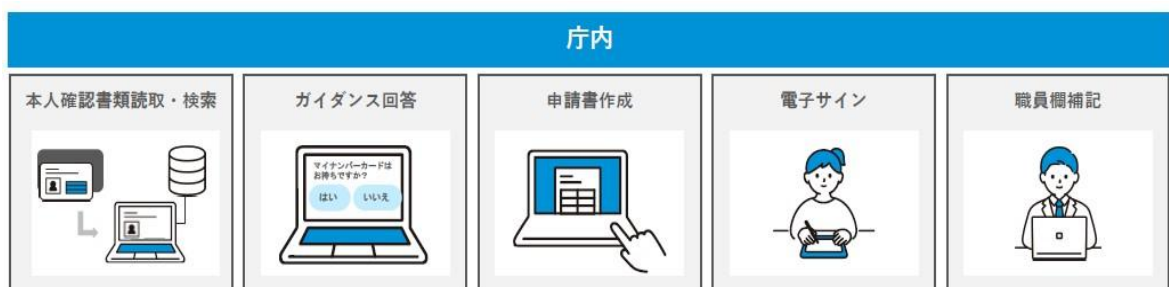 庁内
本人確認書類読取・検索
ガイダンス回答
申請書作成
電子サイン
職員欄補記
マイナンバーカードは
お持ちですか?
はい いいえ